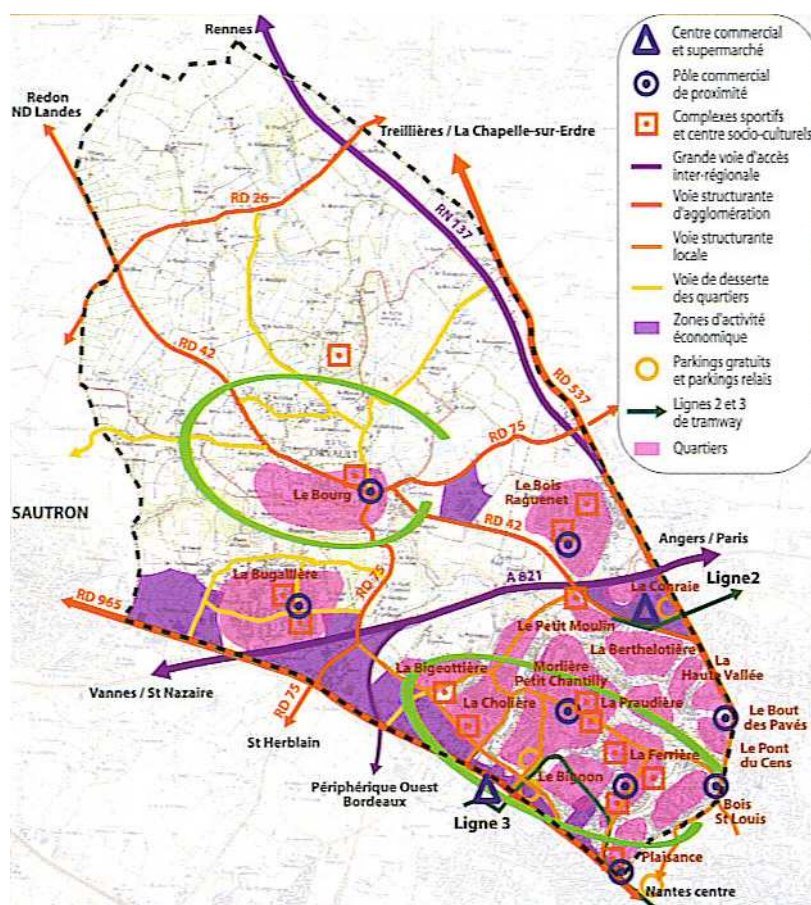 Rennes
Redon
ND Landes
Treillières / La Chapelle-sur-Erdre
RD 26
RN 137
RD 42
RD 537
RD 75
Le Bourg
Le Bois
Raguenet
SAUTRON
RD 42
Angers / Paris
RD 75
A 821
La Bugallière
La Conraie
Ligne2
RD 965
Le Petit Moulin
La Berthelotière
La
Haute Vallée
La Bigeottière
Morlière
Petit Chantilly
Vannes / St Nazaire
RD 75
La Cholière
La Praudière
Le Bout
des Pavés
St Herblain
La Ferrière
Le Pont
du Cens
Périphérique Ouest
Bordeaux
Le Bignon
Bois
St Louis
Ligne 3
Plaisance
Nantes centre
Centre commercial
et supermarché
Pôle commercial
de proximité
Complexes sportifs
et centre socio-culturels
Grande voie d'accès
inter-régionale
Voie structurante
d'agglomération
Voie structurante
locale
Voie de desserte
des quartiers
Zones d'activité
économique
Parkings gratuits
et parkings relais
Lignes 2 et 3
de tramway
Quartiers